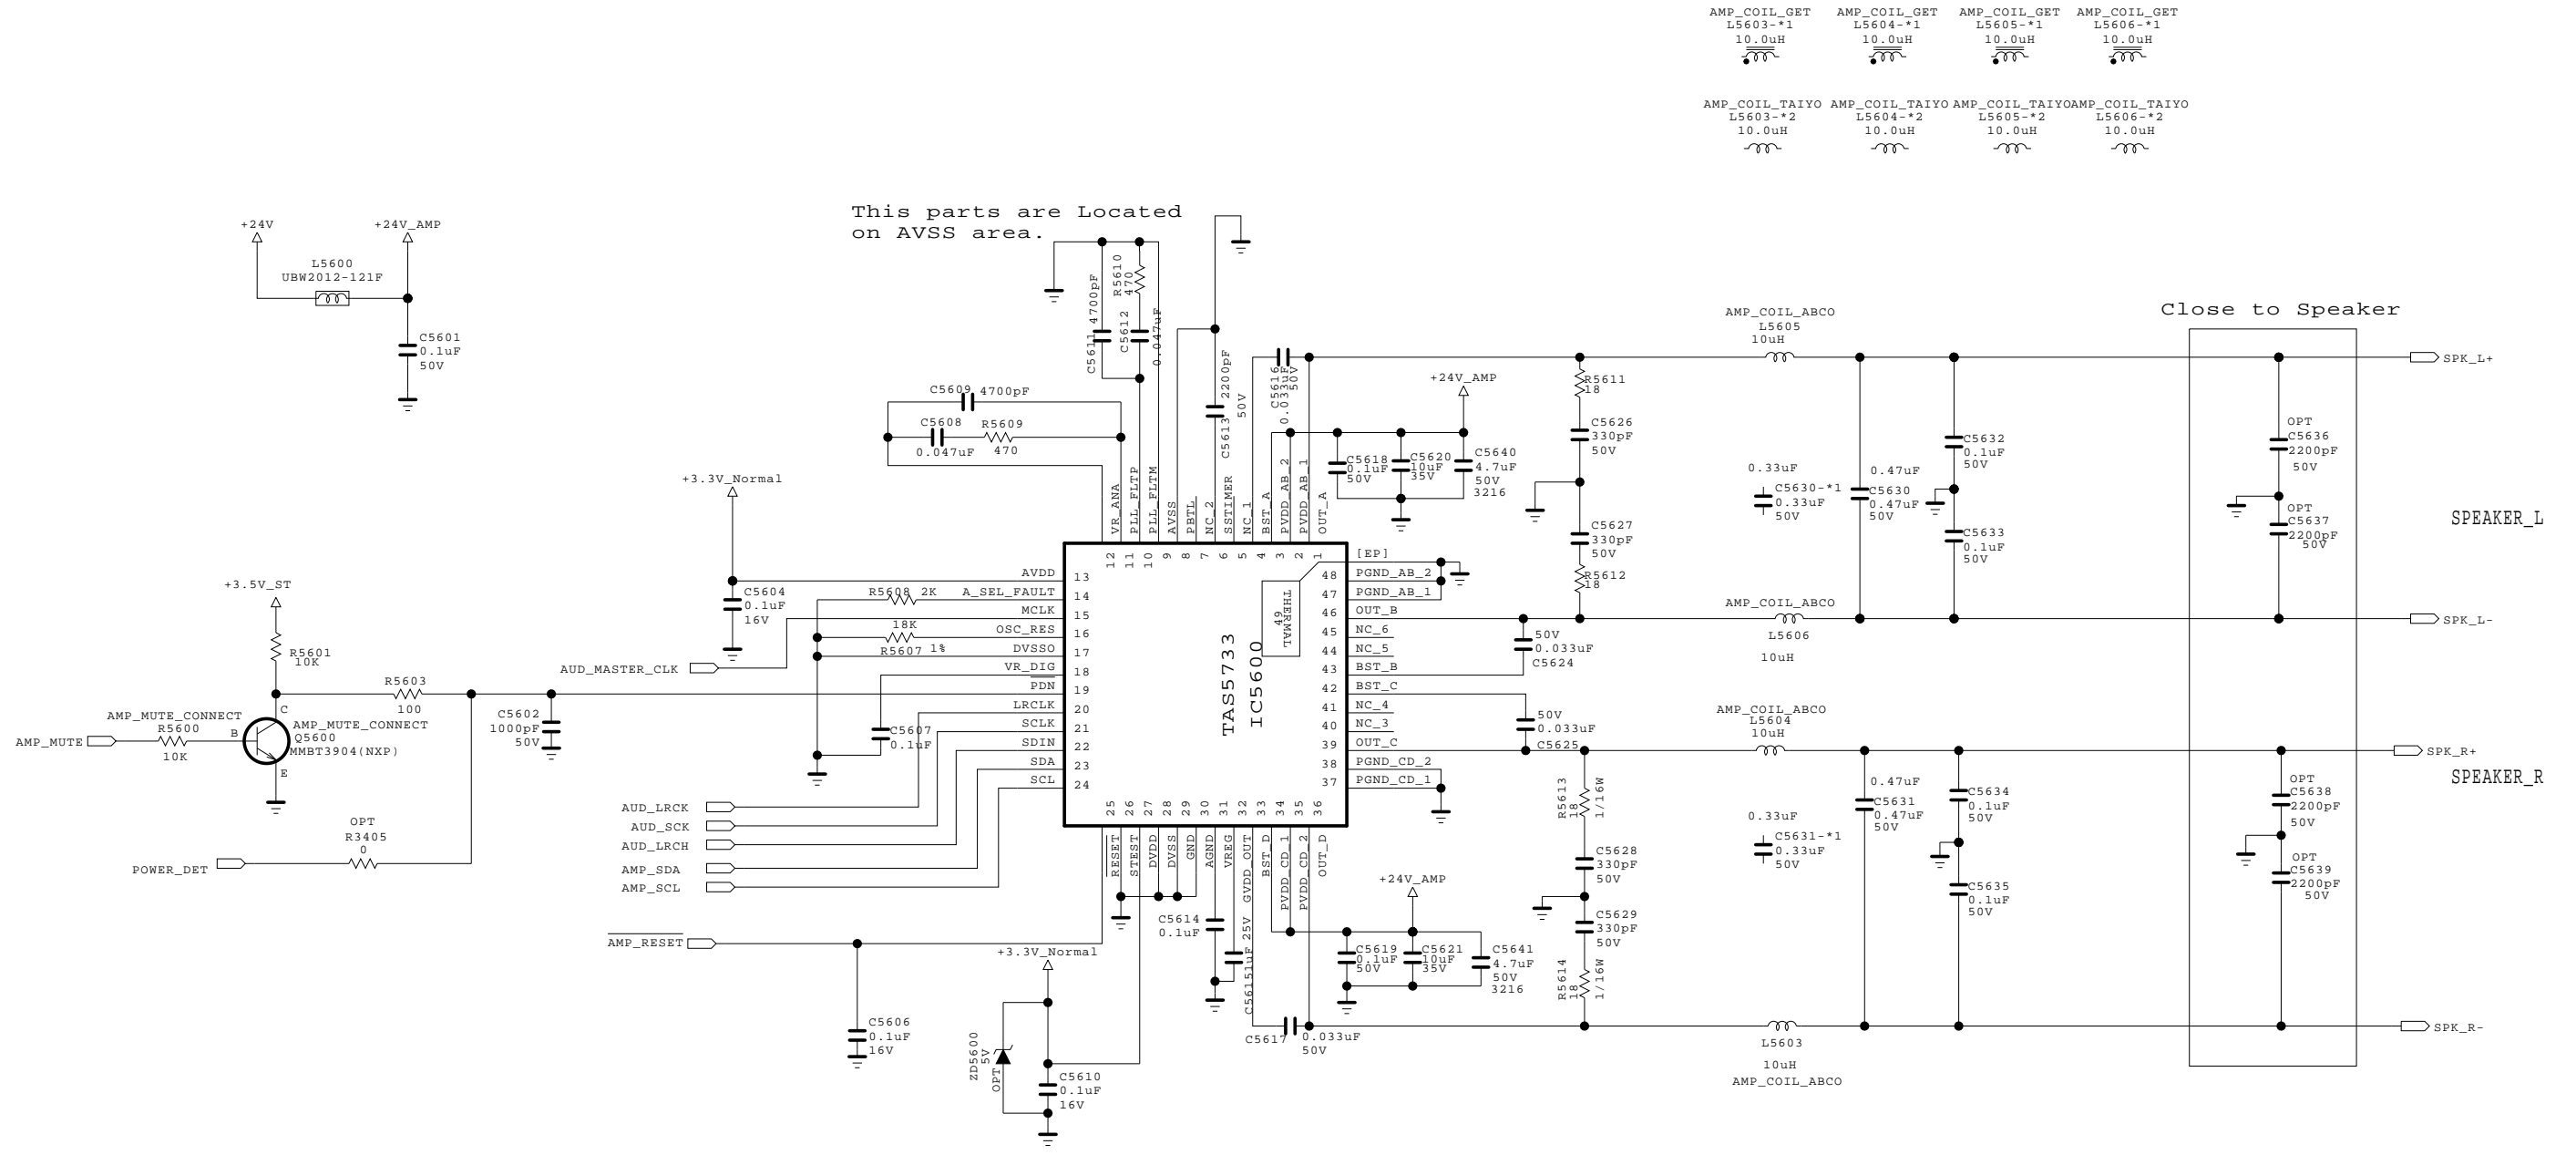 AMP_COIL_GET AMP_COIL_GET AMP_COIL_GET AMP_COIL_GET
L5603-*1 L5604-*1 L5605-*1 L5606-*1
10.0uH 10.0uH 10.0uH 10.0uH
AMP_COIL_TAIYO AMP_COIL_TAIYO AMP_COIL_TAIYO AMP_COIL_TAIYO
L5603-*2 L5604-*2 L5605-*2 L5606-*2
10.0uH 10.0uH 10.0uH 10.0uH
+24V
+24V_AMP
L5600
UBW2012-121F
C5601
0.1uF
50V
This parts are Located
on AVSS area.
C5611 4700pF
R5610
470
C5612
0.047uF
C5613 2200pF
50V
C5609 4700pF
C5608
0.047uF
R5609
470
+3.3V_Normal
C5604
0.1uF
16V
C5616
0.033uF
50V
+24V_AMP
C5618
0.1uF
50V
C5620
10uF
35V
C5640
4.7uF
50V
3216
VR_ANA
PLL_FLTP
PLL_FLTM
AVSS
PBTL
NC_2
SSTIMER
NC_1
BST_A
PVDD_AB_2
PVDD_AB_1
OUT_A
12 11 10 9 8 7 6 5 4 3 2 1
[EP]
AVDD 13
A_SEL_FAULT 14
MCLK 15
OSC_RES 16
DVSSO 17
VR_DIG 18
PDN 19
LRCLK 20
SCLK 21
SDIN 22
SDA 23
SCL 24
THERMAL
49
TAS5733
IC5600
48 PGND_AB_2
47 PGND_AB_1
46 OUT_B
45 NC_6
44 NC_5
43 BST_B
42 BST_C
41 NC_4
40 NC_3
39 OUT_C
38 PGND_CD_2
37 PGND_CD_1
25 26 27 28 29 30 31 32 33 34 35 36
RESET
STEST
DVDD
DVSS
GND
AGND
VREG
GVDD_OUT
BST_D
PVDD_CD_1
PVDD_CD_2
OUT_D
R5608 2K
18K
R5607 1%
AUD_MASTER_CLK
C5607
0.1uF
+3.5V_ST
R5601
10K
R5603
100
C5602
1000pF
50V
AMP_MUTE_CONNECT
R5600
10K
AMP_MUTE
AMP_MUTE_CONNECT
Q5600
MMBT3904(NXP)
B
C
E
OPT
R3405
0
POWER_DET
AUD_LRCK
AUD_SCK
AUD_LRCH
AMP_SDA
AMP_SCL
AMP_RESET
C5606
0.1uF
16V
+3.3V_Normal
ZD5600
5V
OPT
C5610
0.1uF
16V
C5614
0.1uF
C5615 1uF 25V
C5617 0.033uF
50V
+24V_AMP
C5619
0.1uF
50V
C5621
10uF
35V
C5641
4.7uF
50V
3216
50V
0.033uF
C5624
50V
0.033uF
C5625
R5611
18
C5626
330pF
50V
C5627
330pF
50V
R5612
18
R5613
18
1/16W
C5628
330pF
50V
C5629
330pF
50V
R5614
18
1/16W
AMP_COIL_ABCO
L5605
10uH
AMP_COIL_ABCO
L5606
10uH
AMP_COIL_ABCO
L5604
10uH
L5603
10uH
AMP_COIL_ABCO
0.33uF
C5630-*1
0.33uF
50V
0.47uF
C5630
0.47uF
50V
C5632
0.1uF
50V
C5633
0.1uF
50V
0.33uF
C5631-*1
0.33uF
50V
0.47uF
C5631
0.47uF
50V
C5634
0.1uF
50V
C5635
0.1uF
50V
Close to Speaker
OPT
C5636
2200pF
50V
OPT
C5637
2200pF
50V
OPT
C5638
2200pF
50V
OPT
C5639
2200pF
50V
SPK_L+
SPEAKER_L
SPK_L-
SPK_R+
SPEAKER_R
SPK_R-